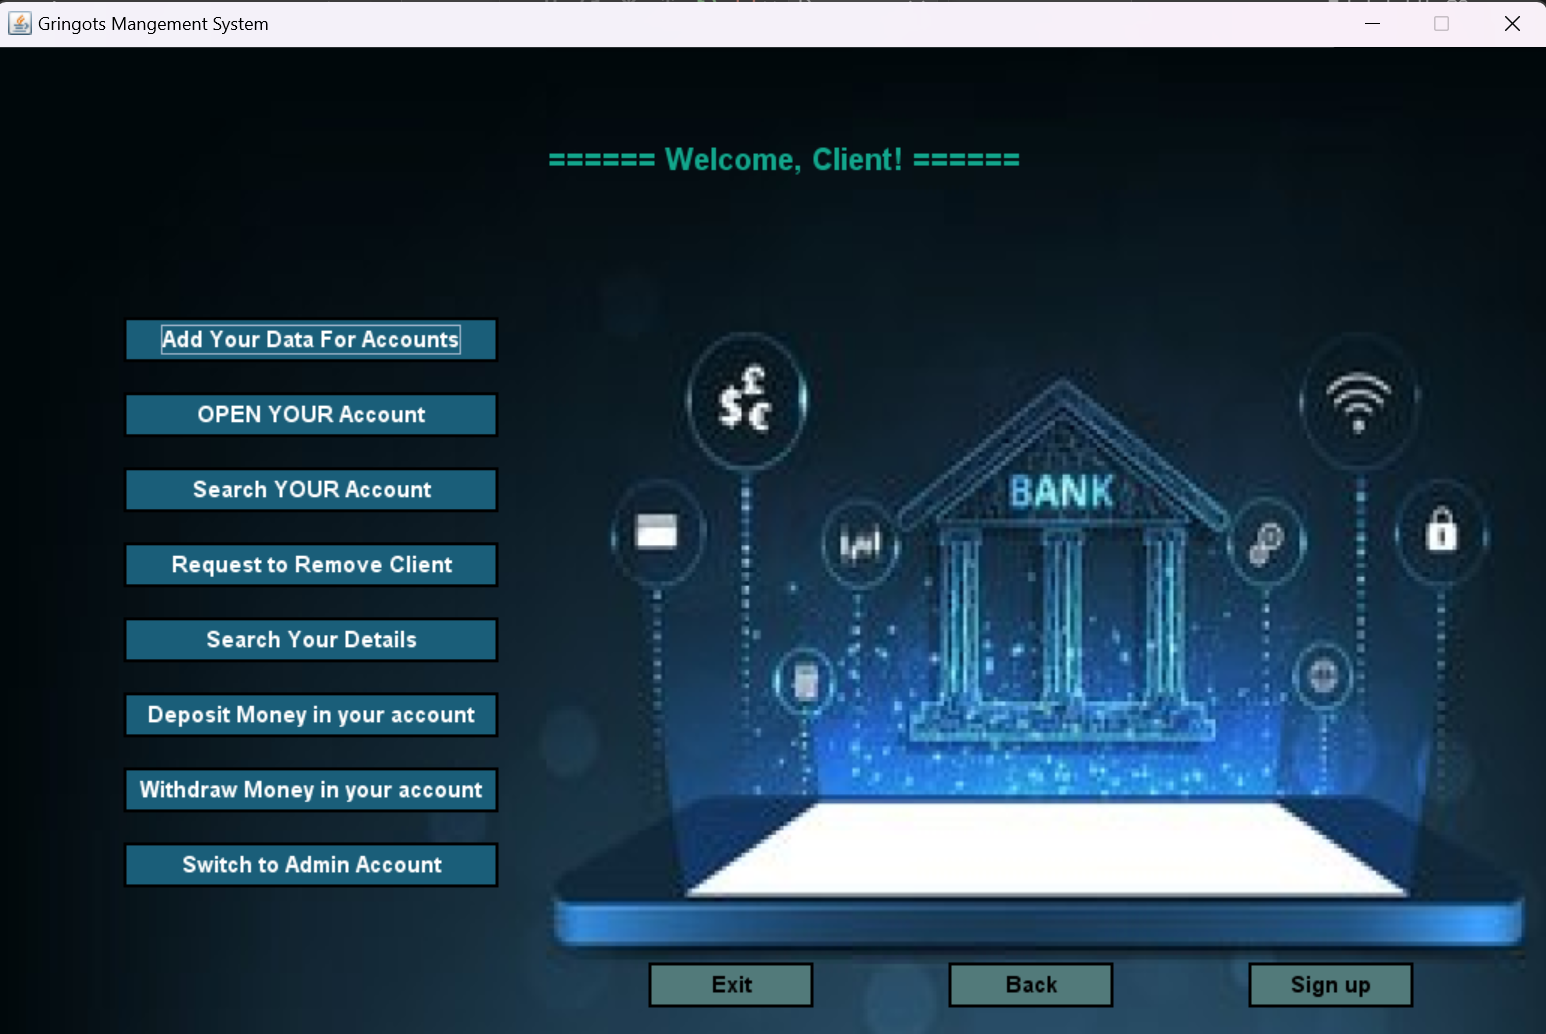 Gringots Mangement System
====== Welcome, Client! ======
Add Your Data For Accounts
OPEN YOUR Account
Search YOUR Account
Request to Remove Client
Search Your Details
Deposit Money in your account
Withdraw Money in your account
Switch to Admin Account
$ £ €
BANK
Exit
Back
Sign up